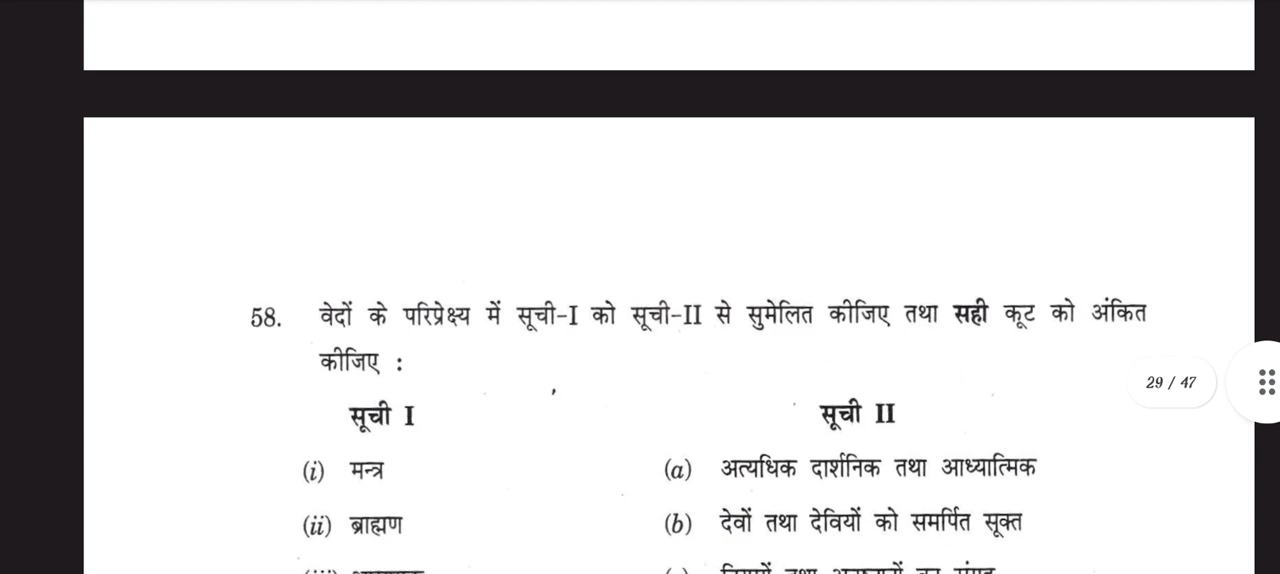 58. वेदों के परिप्रेक्ष्य में सूची-I को सूची-II से सुमेलित कीजिए तथा सही कूट को अंकित
कीजिए :
29 / 47
सूची I सूची II
(i) मन्त्र (a) अत्यधिक दार्शनिक तथा आध्यात्मिक
(ii) ब्राह्मण (b) देवों तथा देवियों को समर्पित सूक्त